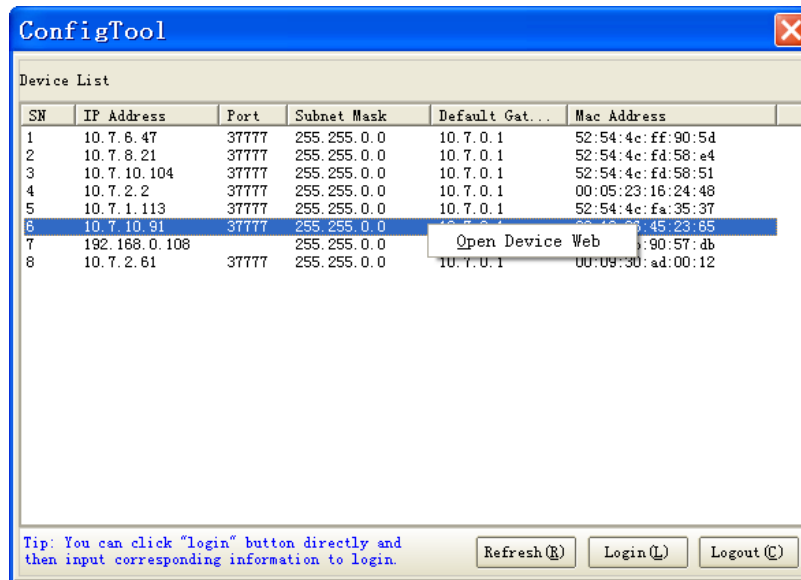 ConfigTool
Device List
SN IP Address Port Subnet Mask Default Gat... Mac Address
1 10.7.6.47 37777 255.255.0.0 10.7.0.1 52:54:4c:ff:90:5d
2 10.7.8.21 37777 255.255.0.0 10.7.0.1 52:54:4c:fd:58:e4
3 10.7.10.104 37777 255.255.0.0 10.7.0.1 52:54:4c:fd:58:51
4 10.7.2.2 37777 255.255.0.0 10.7.0.1 00:05:23:16:24:48
5 10.7.1.113 37777 255.255.0.0 10.7.0.1 52:54:4c:fa:35:37
6 10.7.10.91 37777 255.255.0.0 :45:23:65
Open Device Web
7 192.168.0.108 255.255.0.0 :90:57:db
8 10.7.2.61 37777 255.255.0.0 10.7.0.1 00:09:30:ad:00:12
Tip: You can click "login" button directly and
then input corresponding information to login.
Refresh(R) Login(L) Logout(C)